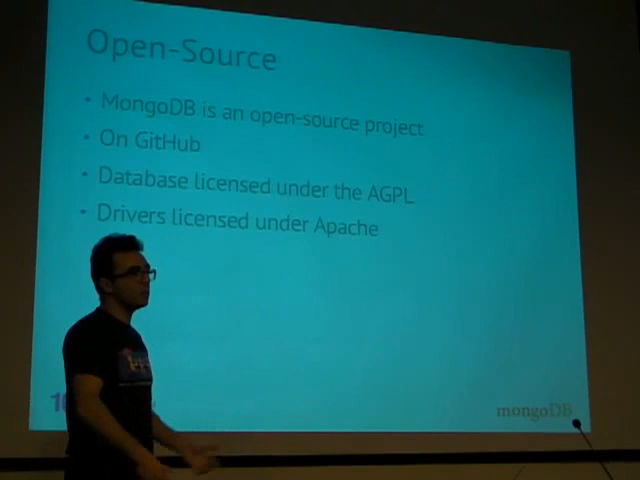 Open-Source
• MongoDB is an open-source project
• On GitHub
• Database licensed under the AGPL
• Drivers licensed under Apache
mongoDB